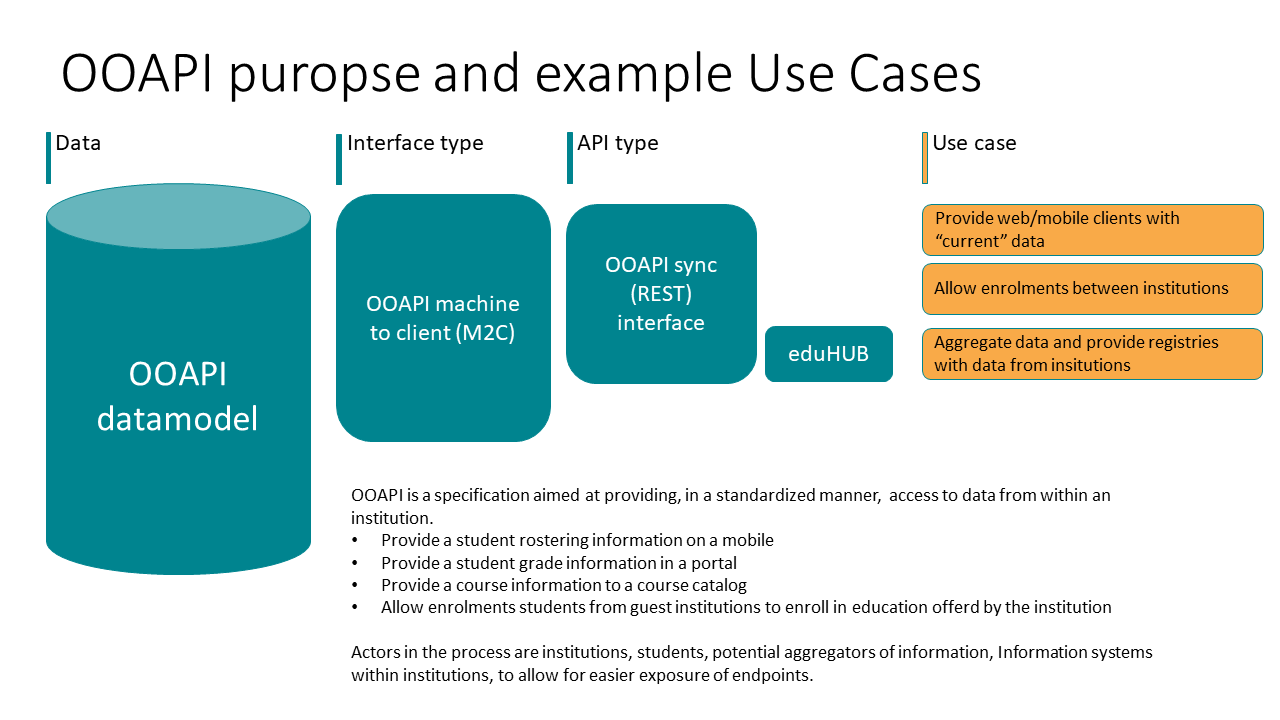 OOAPI puropse and example Use Cases
Data
Interface type
API type
Use case
OOAPI
datamodel
OOAPI machine
to client (M2C)
OOAPI sync
(REST)
interface
eduHUB
Provide web/mobile clients with
“current” data
Allow enrolments between institutions
Aggregate data and provide registries
with data from insitutions
OOAPI is a specification aimed at providing, in a standardized manner,  access to data from within an
institution.
• Provide a student rostering information on a mobile
• Provide a student grade information in a portal
• Provide a course information to a course catalog
• Allow enrolments students from guest institutions to enroll in education offerd by the institution
Actors in the process are institutions, students, potential aggregators of information, Information systems
within institutions, to allow for easier exposure of endpoints.